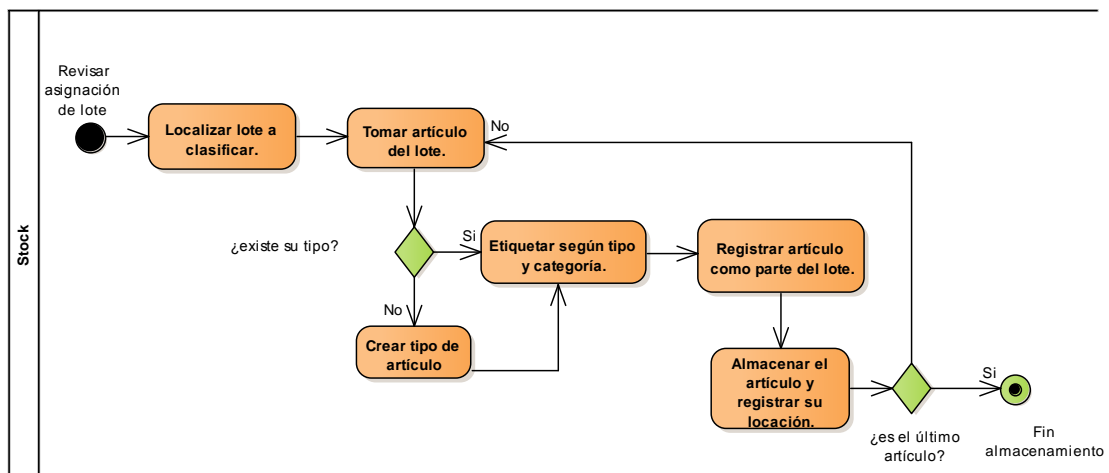 Stock
Revisar
asignación
de lote
Localizar lote a
clasificar.
Tomar artículo
del lote.
No
¿existe su tipo?
Si
Etiquetar según tipo
y categoría.
Registrar artículo
como parte del lote.
No
Crear tipo de
artículo
Almacenar el
artículo y
registrar su
locación.
Si
¿es el último
artículo?
Fin
almacenamiento